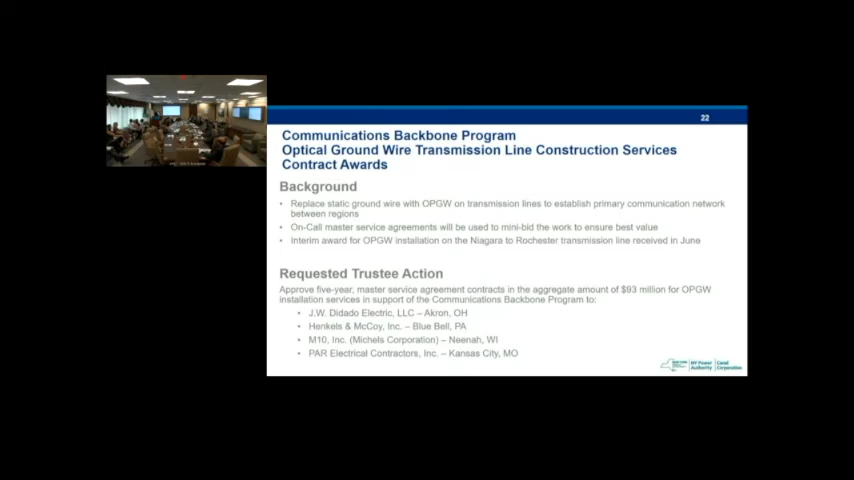 22
Communications Backbone Program
Optical Ground Wire Transmission Line Construction Services
Contract Awards
Background
• Replace static ground wire with OPGW on transmission lines to establish primary communication network
between regions
• On-Call master service agreements will be used to mini-bid the work to ensure best value
• Interim award for OPGW installation on the Niagara to Rochester transmission line received in June
Requested Trustee Action
Approve five-year, master service agreement contracts in the aggregate amount of $93 million for OPGW
installation services in support of the Communications Backbone Program to:
• J.W. Didado Electric, LLC – Akron, OH
• Henkels & McCoy, Inc. – Blue Bell, PA
• M10, Inc. (Michels Corporation) – Neenah, WI
• PAR Electrical Contractors, Inc. – Kansas City, MO
NY Power Authority
Canal Corporation